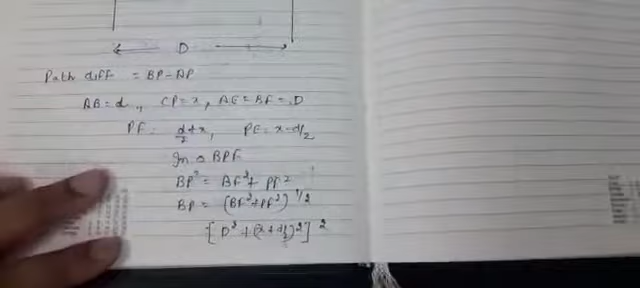 D
Path diff = BP - AP
AB = d, CP = x, AE = BF = D
PF = d/2 + x, PE = x - d/2
In △ BPF
BP² = BF² + PF²
BP = (BF² + PF²)^1/2
[D² + (x + d/2)²]^2